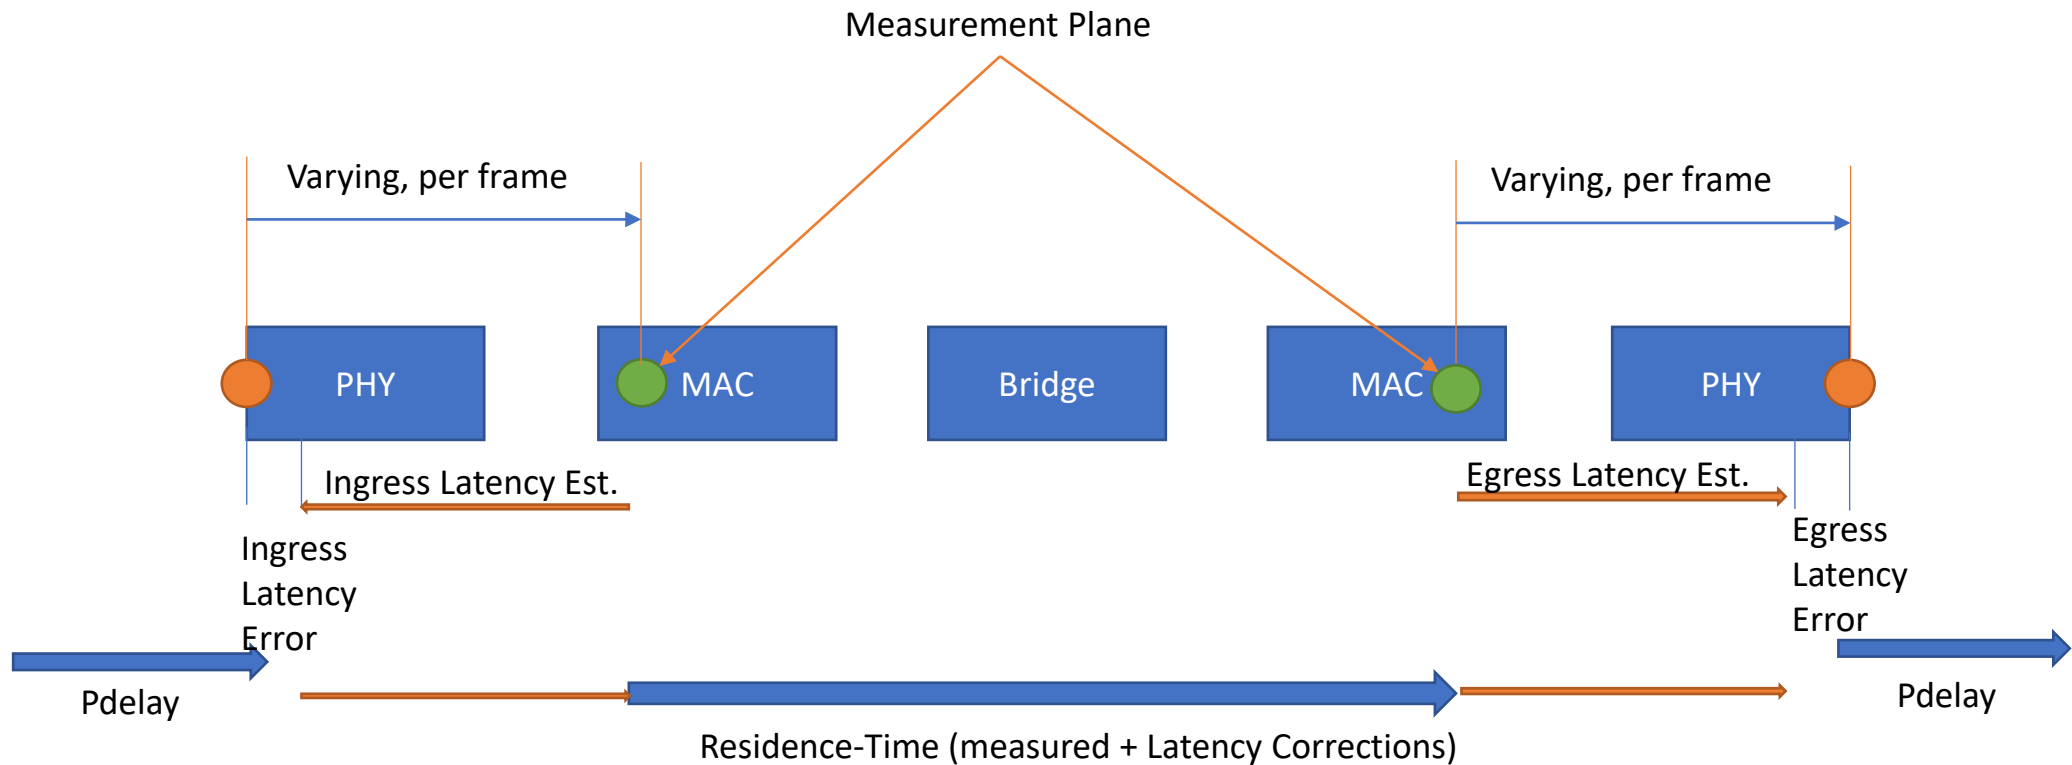 Measurement Plane
Varying, per frame
Varying, per frame
PHY
MAC
Bridge
MAC
PHY
Ingress Latency Est.
Egress Latency Est.
Ingress
Latency
Error
Egress
Latency
Error
Pdelay
Pdelay
Residence-Time (measured + Latency Corrections)